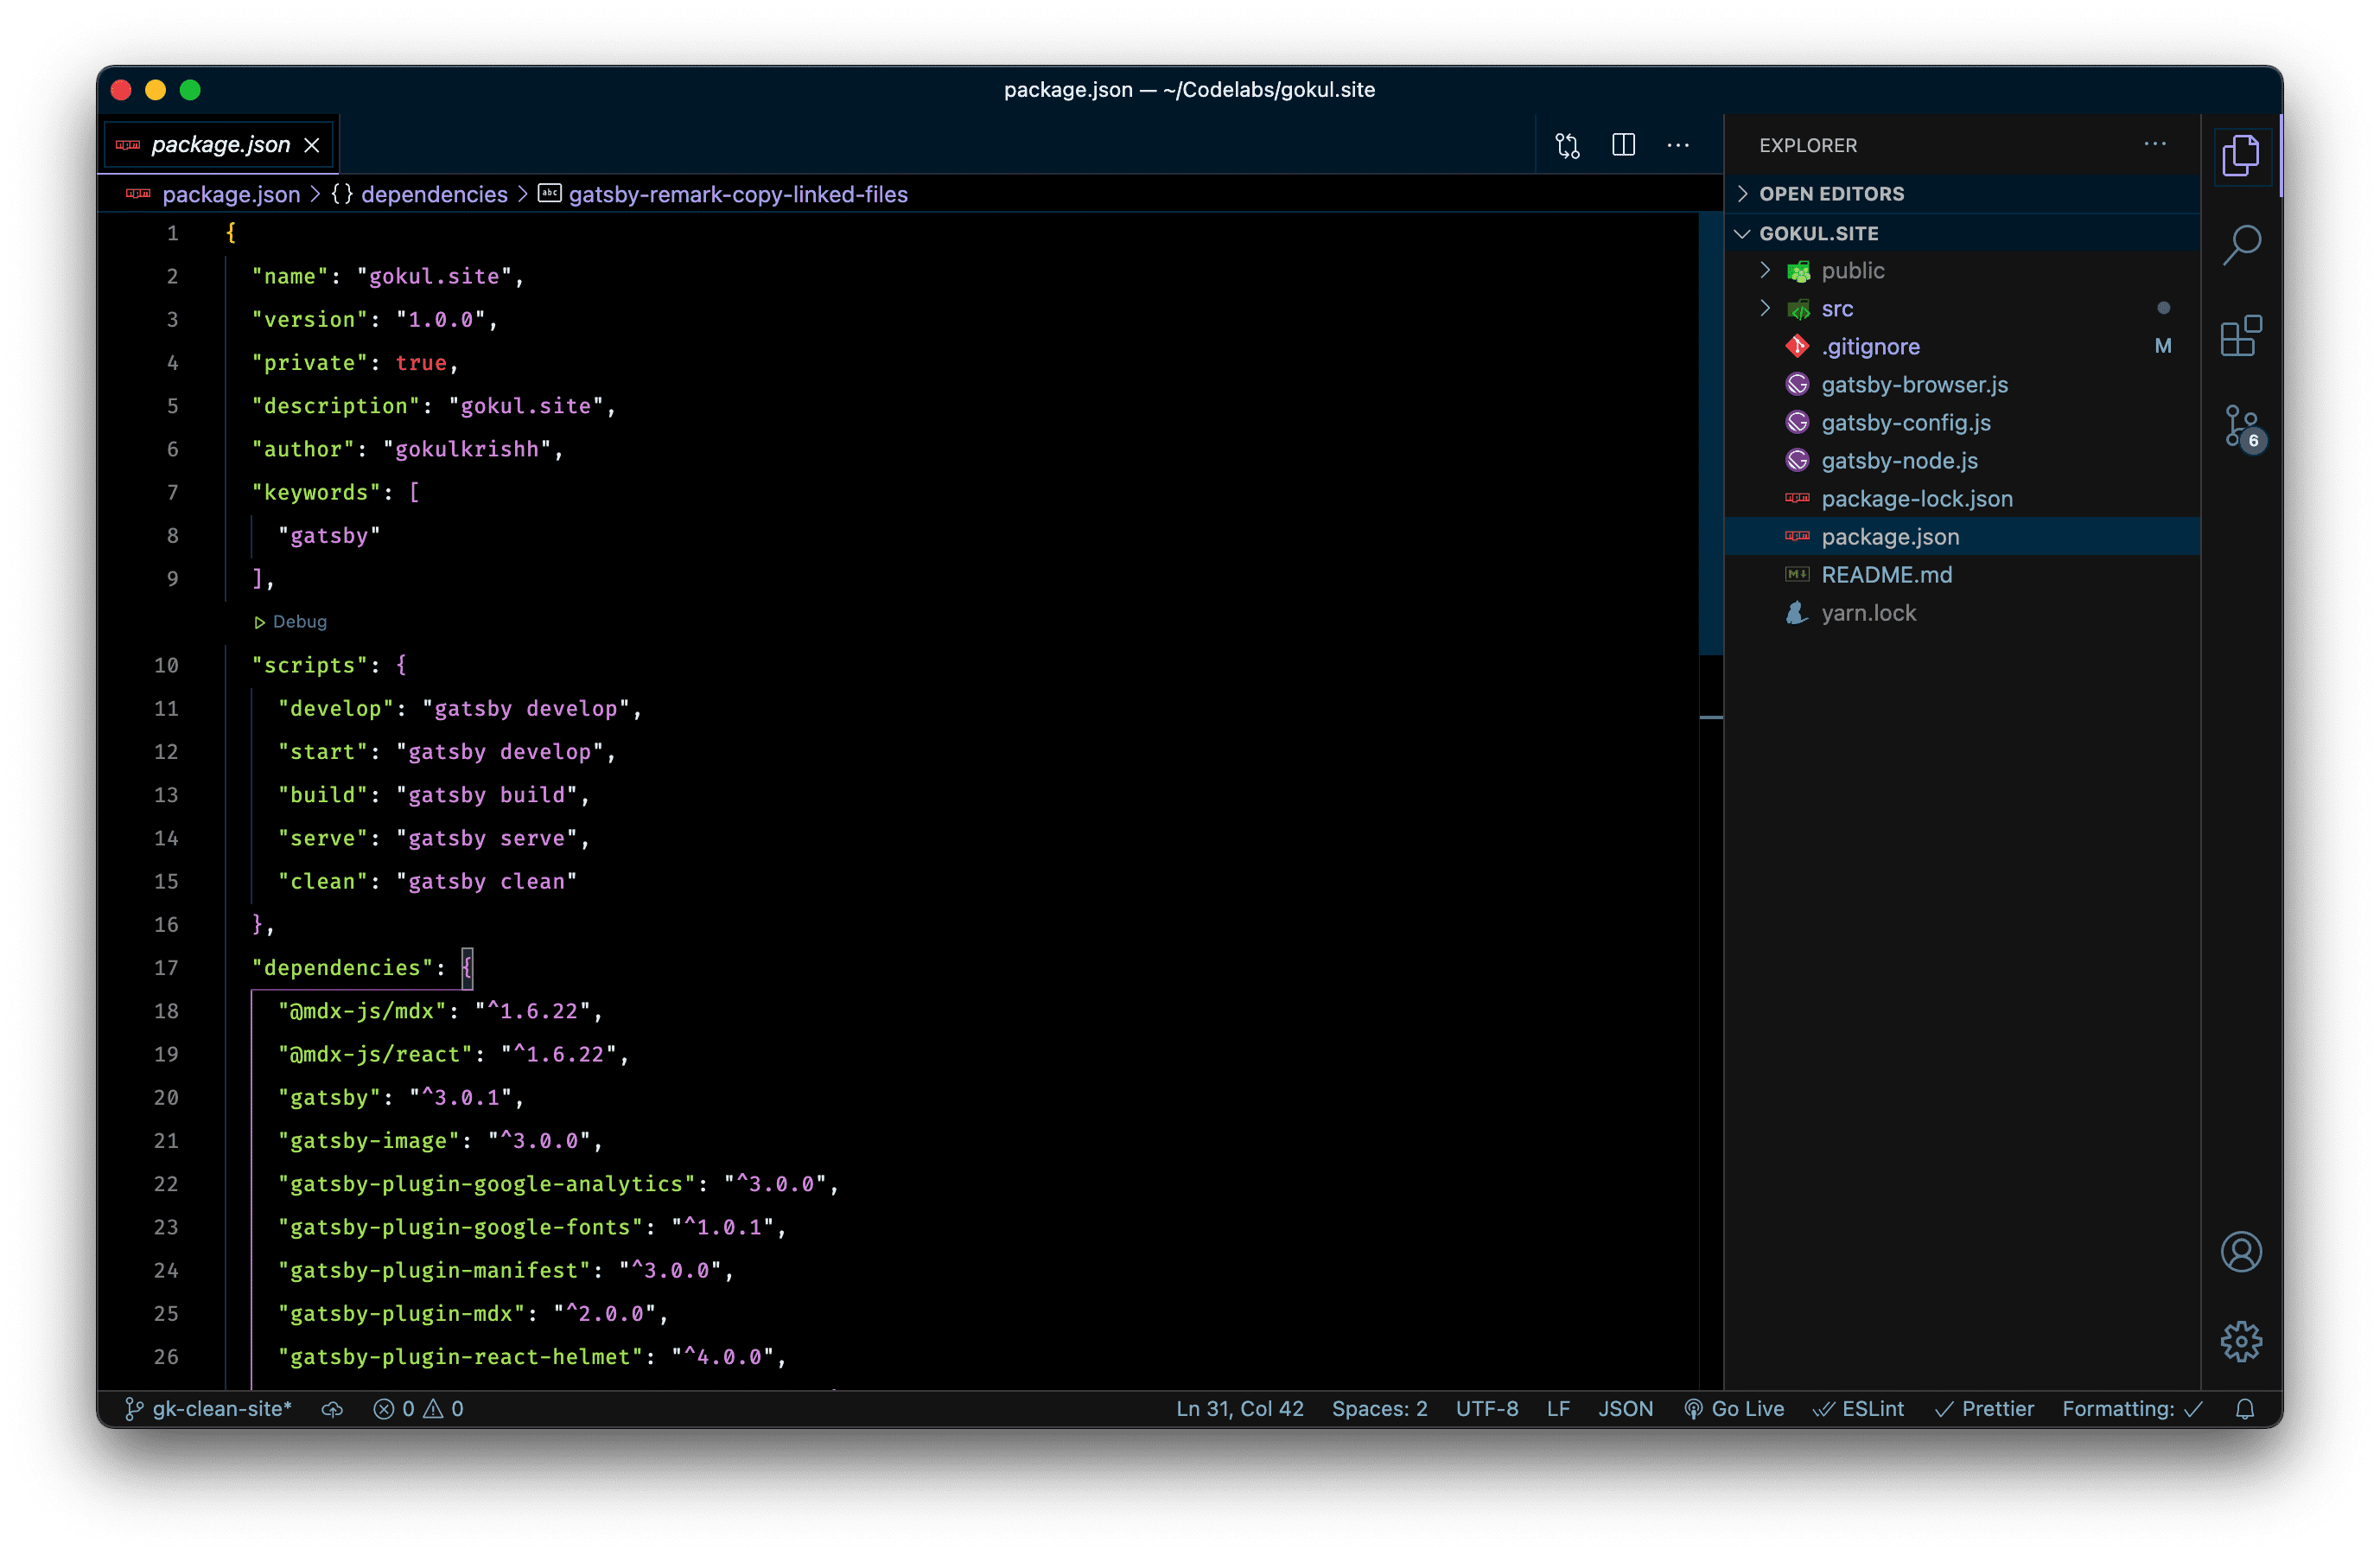 package.json — ~/Codelabs/gokul.site
package.json
package.json > {} dependencies > abc gatsby-remark-copy-linked-files
1 {
2 "name": "gokul.site",
3 "version": "1.0.0",
4 "private": true,
5 "description": "gokul.site",
6 "author": "gokulkrishh",
7 "keywords": [
8 "gatsby"
9 ],
Debug
10 "scripts": {
11 "develop": "gatsby develop",
12 "start": "gatsby develop",
13 "build": "gatsby build",
14 "serve": "gatsby serve",
15 "clean": "gatsby clean"
16 },
17 "dependencies": {
18 "@mdx-js/mdx": "^1.6.22",
19 "@mdx-js/react": "^1.6.22",
20 "gatsby": "^3.0.1",
21 "gatsby-image": "^3.0.0",
22 "gatsby-plugin-google-analytics": "^3.0.0",
23 "gatsby-plugin-google-fonts": "^1.0.1",
24 "gatsby-plugin-manifest": "^3.0.0",
25 "gatsby-plugin-mdx": "^2.0.0",
26 "gatsby-plugin-react-helmet": "^4.0.0",
EXPLORER
OPEN EDITORS
GOKUL.SITE
public
src
.gitignore M
gatsby-browser.js
gatsby-config.js
gatsby-node.js
package-lock.json
package.json
README.md
yarn.lock
6
gk-clean-site* 0 0 Ln 31, Col 42 Spaces: 2 UTF-8 LF JSON Go Live ESLint Prettier Formatting: ✓